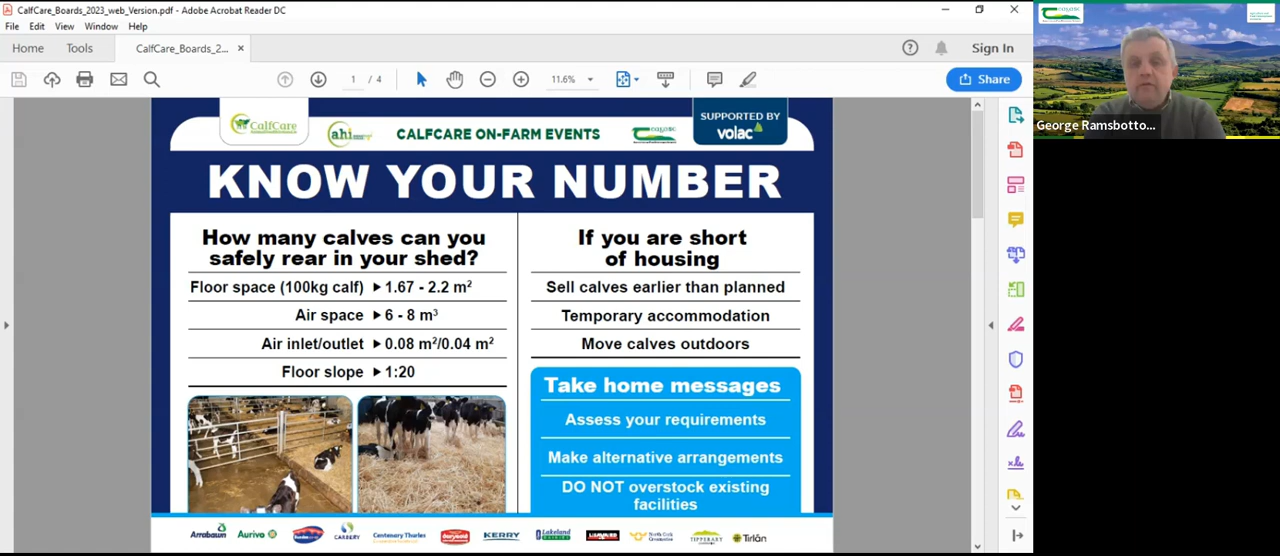 CalfCare_Boards_2023_web_Version.pdf - Adobe Acrobat Reader DC
File Edit View Window Help
Home Tools CalfCare_Boards_2... × Sign In
1 / 4 11.6% Share
George Ramsbotto...
CalfCare
ahi
CALFCARE ON-FARM EVENTS
SUPPORTED BY
volac
KNOW YOUR NUMBER
How many calves can you
safely rear in your shed?
Floor space (100kg calf) ▶ 1.67 - 2.2 m²
Air space ▶ 6 - 8 m³
Air inlet/outlet ▶ 0.08 m²/0.04 m²
Floor slope ▶ 1:20
If you are short
of housing
Sell calves earlier than planned
Temporary accommodation
Move calves outdoors
Take home messages
Assess your requirements
Make alternative arrangements
DO NOT overstock existing
facilities
Arrabawn Aurivo CARBERY Centenary Thurles Dairygold KERRY Lakeland DAIRIES TIPPERARY Tirlán